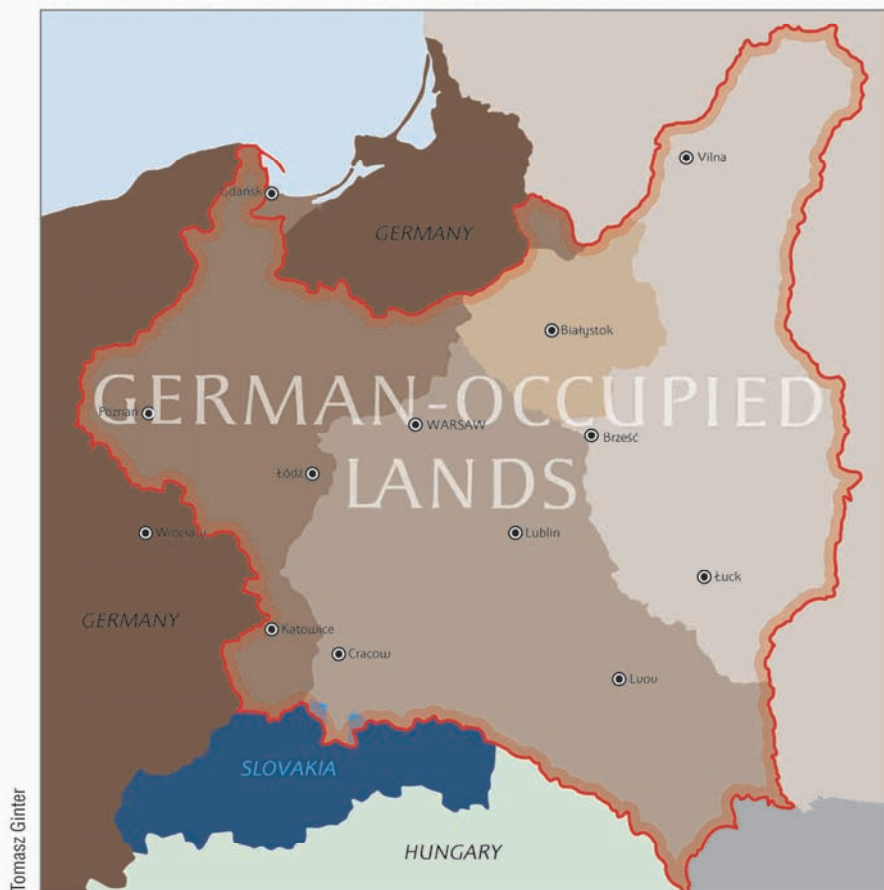 Vilna
Gdańsk
GERMANY
Białystok
GERMAN-OCCUPIED
LANDS
Poznań
WARSAW
Brześć
Łódź
Wrocław
Lublin
Łuck
GERMANY
Katowice
Cracow
Lvov
SLOVAKIA
HUNGARY
Tomasz Ginter